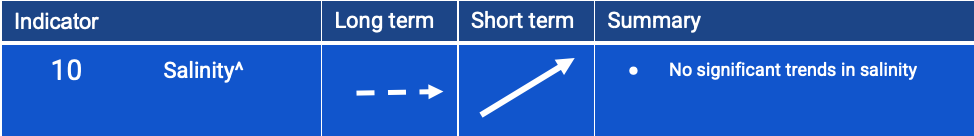 Indicator Long term Short term Summary
10 Salinity^ • No significant trends in salinity